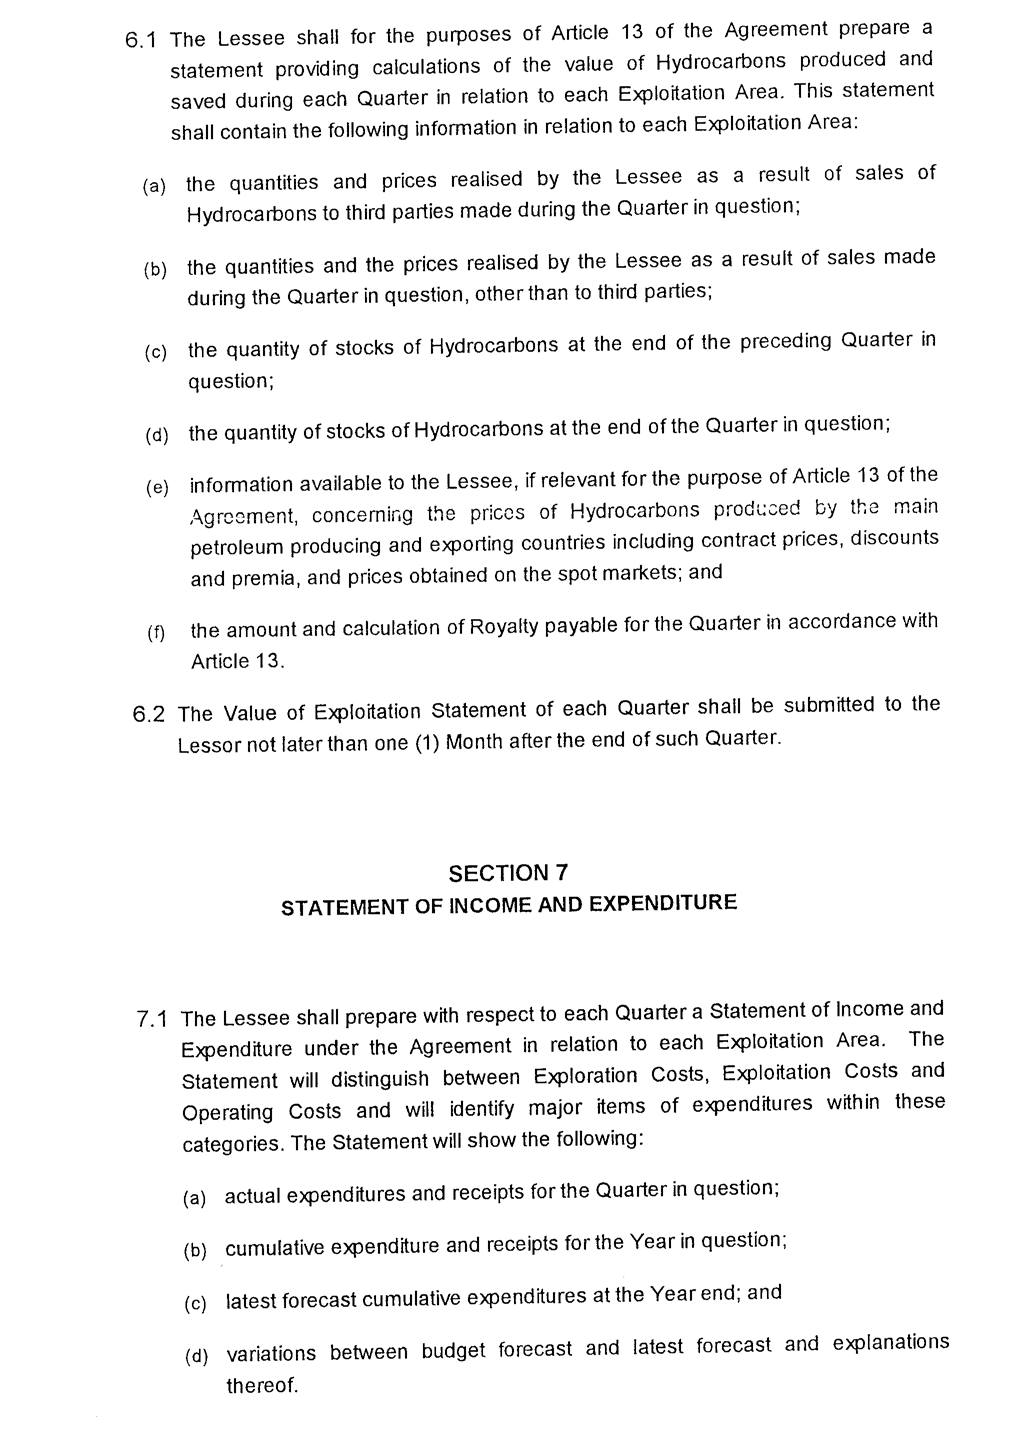 6.1 The Lessee shall for the purposes of Article 13 of the Agreement prepare a
statement providing calculations of the value of Hydrocarbons produced and
saved during each Quarter in relation to each Exploitation Area. This statement
shall contain the following information in relation to each Exploitation Area:
(a) the quantities and prices realised by the Lessee as a result of sales of
Hydrocarbons to third parties made during the Quarter in question;
(b) the quantities and the prices realised by the Lessee as a result of sales made
during the Quarter in question, other than to third parties;
(c) the quantity of stocks of Hydrocarbons at the end of the preceding Quarter in
question;
(d) the quantity of stocks of Hydrocarbons at the end of the Quarter in question;
(e) information available to the Lessee, if relevant for the purpose of Article 13 of the
Agreement, concerning the prices of Hydrocarbons produced by the main
petroleum producing and exporting countries including contract prices, discounts
and premia, and prices obtained on the spot markets; and
(f) the amount and calculation of Royalty payable for the Quarter in accordance with
Article 13.
6.2 The Value of Exploitation Statement of each Quarter shall be submitted to the
Lessor not later than one (1) Month after the end of such Quarter.
SECTION 7
STATEMENT OF INCOME AND EXPENDITURE
7.1 The Lessee shall prepare with respect to each Quarter a Statement of Income and
Expenditure under the Agreement in relation to each Exploitation Area. The
Statement will distinguish between Exploration Costs, Exploitation Costs and
Operating Costs and will identify major items of expenditures within these
categories. The Statement will show the following:
(a) actual expenditures and receipts for the Quarter in question;
(b) cumulative expenditure and receipts for the Year in question;
(c) latest forecast cumulative expenditures at the Year end; and
(d) variations between budget forecast and latest forecast and explanations
thereof.